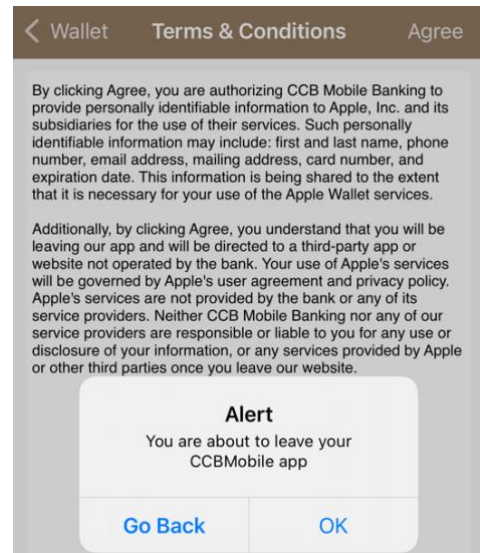 Wallet Terms & Conditions Agree
By clicking Agree, you are authorizing CCB Mobile Banking to
provide personally identifiable information to Apple, Inc. and its
subsidiaries for the use of their services. Such personally
identifiable information may include: first and last name, phone
number, email address, mailing address, card number, and
expiration date. This information is being shared to the extent
that it is necessary for your use of the Apple Wallet services.
Additionally, by clicking Agree, you understand that you will be
leaving our app and will be directed to a third-party app or
website not operated by the bank. Your use of Apple's services
will be governed by Apple's user agreement and privacy policy.
Apple's services are not provided by the bank or any of its
service providers. Neither CCB Mobile Banking nor any of our
service providers are responsible or liable to you for any use or
disclosure of your information, or any services provided by Apple
or other third parties once you leave our website.
Alert
You are about to leave your
CCBMobile app
Go Back OK